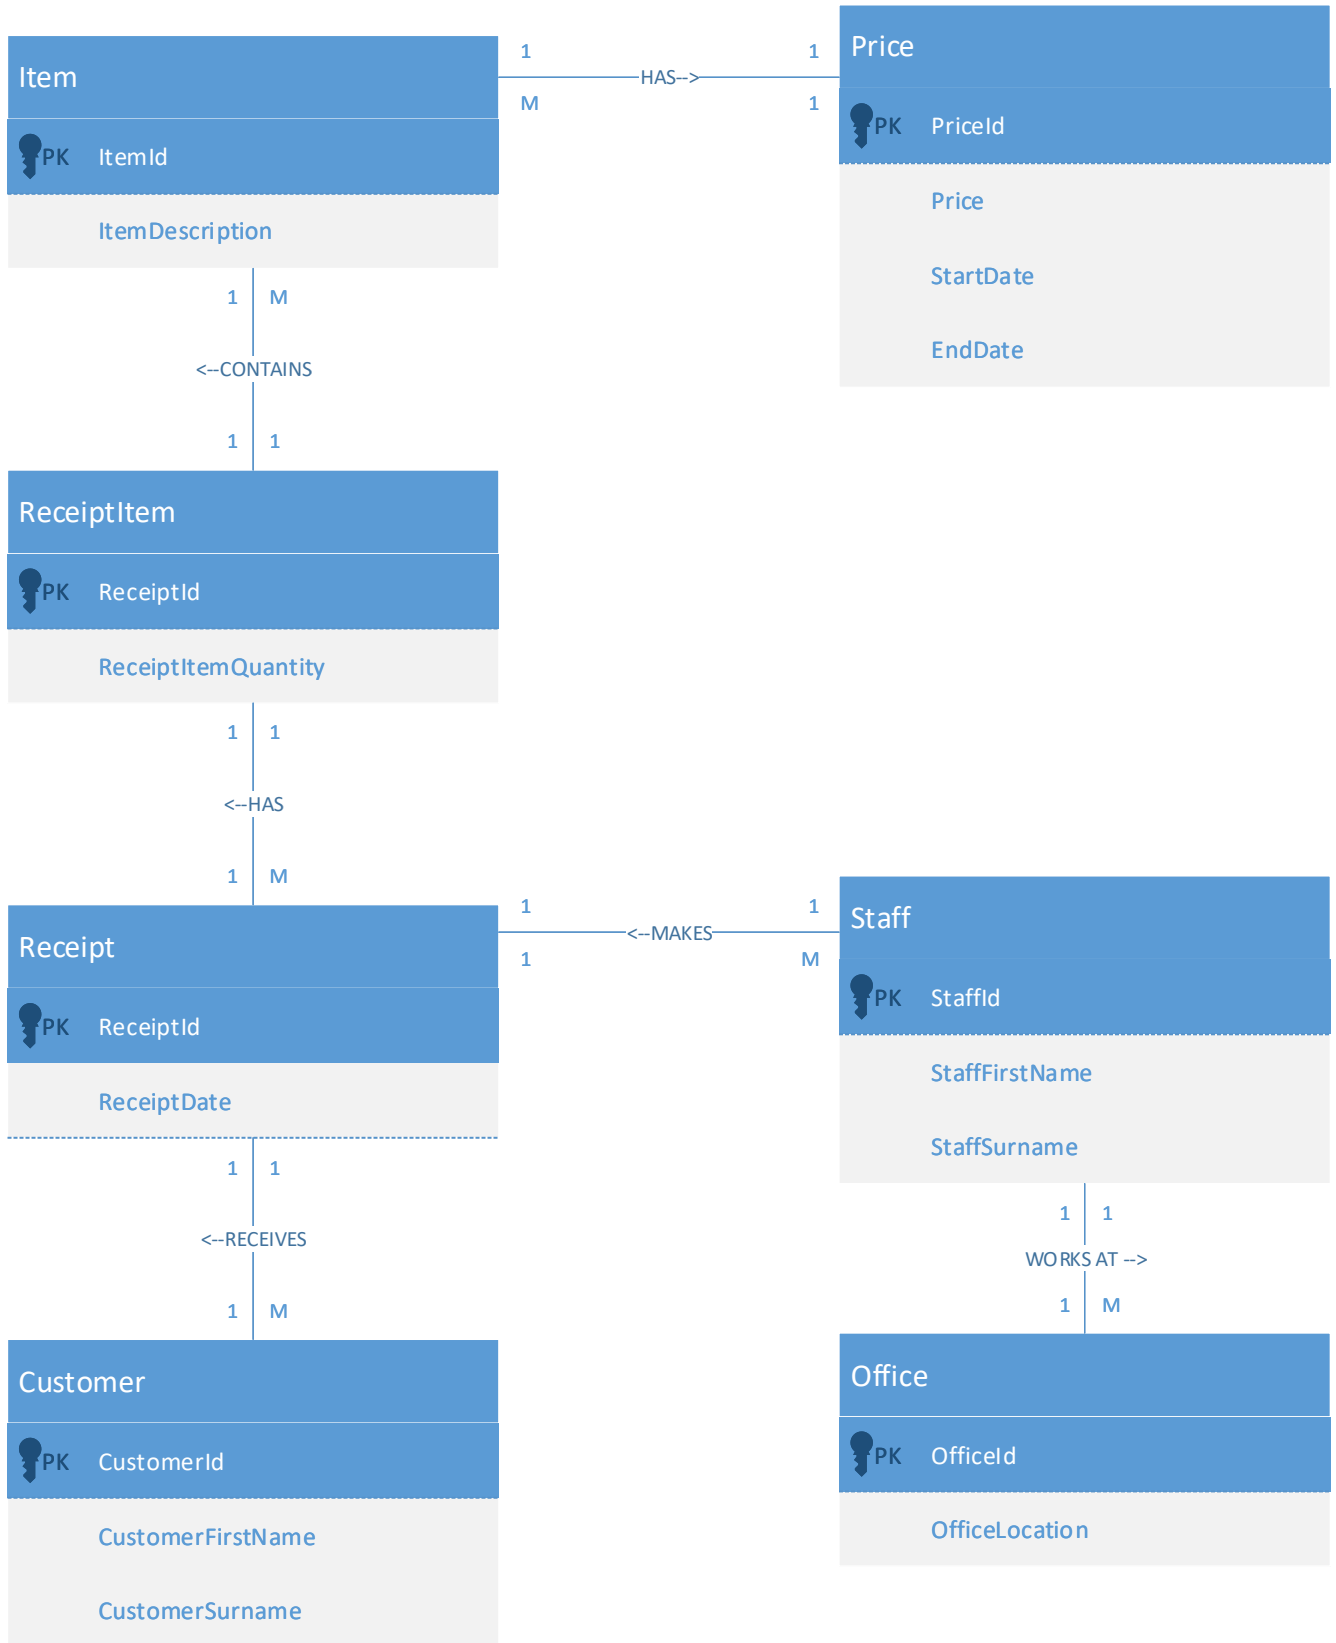 Item
PK ItemId
ItemDescription
1 1
HAS-->
M 1
Price
PK PriceId
Price
StartDate
EndDate
1 M
<--CONTAINS
1 1
ReceiptItem
PK ReceiptId
ReceiptItemQuantity
1 1
<--HAS
1 M
Receipt
PK ReceiptId
ReceiptDate
1 1
<--MAKES
1 M
Staff
PK StaffId
StaffFirstName
StaffSurname
1 1
<--RECEIVES
1 M
1 1
WORKS AT -->
1 M
Customer
PK CustomerId
CustomerFirstName
CustomerSurname
Office
PK OfficeId
OfficeLocation